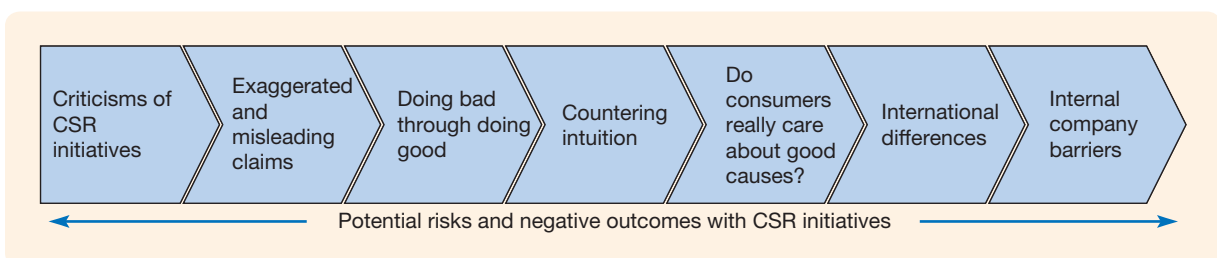 Criticisms of
CSR
initiatives
Exaggerated
and
misleading
claims
Doing bad
through doing
good
Countering
intuition
Do
consumers
really care
about good
causes?
International
differences
Internal
company
barriers
Potential risks and negative outcomes with CSR initiatives